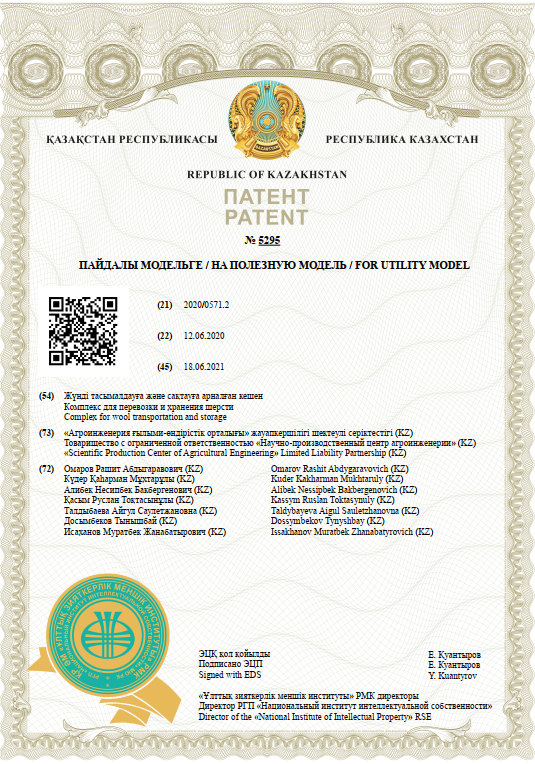 ҚАЗАҚСТАН РЕСПУБЛИКАСЫ
РЕСПУБЛИКА КАЗАХСТАН
REPUBLIC OF KAZAKHSTAN
ПАТЕНТ
PATENT
№ 5295
ПАЙДАЛЫ МОДЕЛЬГЕ / НА ПОЛЕЗНУЮ МОДЕЛЬ / FOR UTILITY MODEL
(21) 2020/0571.2
(22) 12.06.2020
(45) 18.06.2021
(54) Жүнді тасымалдауға және сақтауға арналған кешен
Комплекс для перевозки и хранения шерсти
Complex for wool transportation and storage
(73) «Агроинженерия ғылыми-өндірістік орталығы» жауапкершілігі шектеулі серіктестігі (KZ)
Товарищество с ограниченной ответственностью «Научно-производственный центр агроинженерии» (KZ)
«Scientific Production Center of Agricultural Engineering» Limited Liability Partnership (KZ)
(72) Омаров Рашит Абдыгаравович (KZ) Omarov Rashit Abdygaravovich (KZ)
Күдер Қаһарман Мұхтарұлы (KZ) Kuder Kakharman Mukhtaruly (KZ)
Алибек Несипбек Бакбергенович (KZ) Alibek Nessipbek Bakbergenovich (KZ)
Қасым Руслан Тоқтасынұлы (KZ) Kassym Ruslan Toktasynuly (KZ)
Талдыбаева Айгул Саулетжановна (KZ) Taldybayeva Aigul Sauletzhanovna (KZ)
Досымбеков Тынышбай (KZ) Dossymbekov Tynyshbay (KZ)
Исаханов Муратбек Жанабатырович (KZ) Issakhanov Muratbek Zhanabatyrovich (KZ)
ЭЦҚ қол қойылды Е. Қуантыров
Подписано ЭЦП Е. Куантыров
Signed with EDS Y. Kuantyrov
«Ұлттық зияткерлік меншік институты» РМК директоры
Директор РГП «Национальный институт интеллектуальной собственности»
Director of the «National Institute of Intellectual Property» RSE